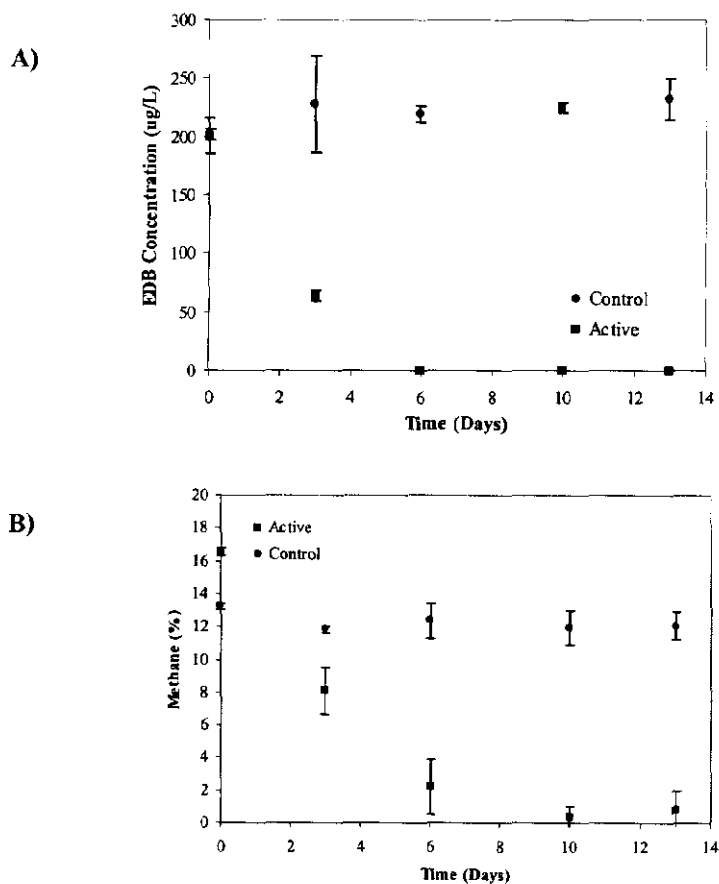 A)
EDB Concentration (ug/L)
300
250
200
150
100
50
0
Control
Active
0 2 4 6 8 10 12 14
Time (Days)
B)
Methane (%)
20
18
16
14
12
10
8
6
4
2
0
Active
Control
0 2 4 6 8 10 12 14
Time (Days)